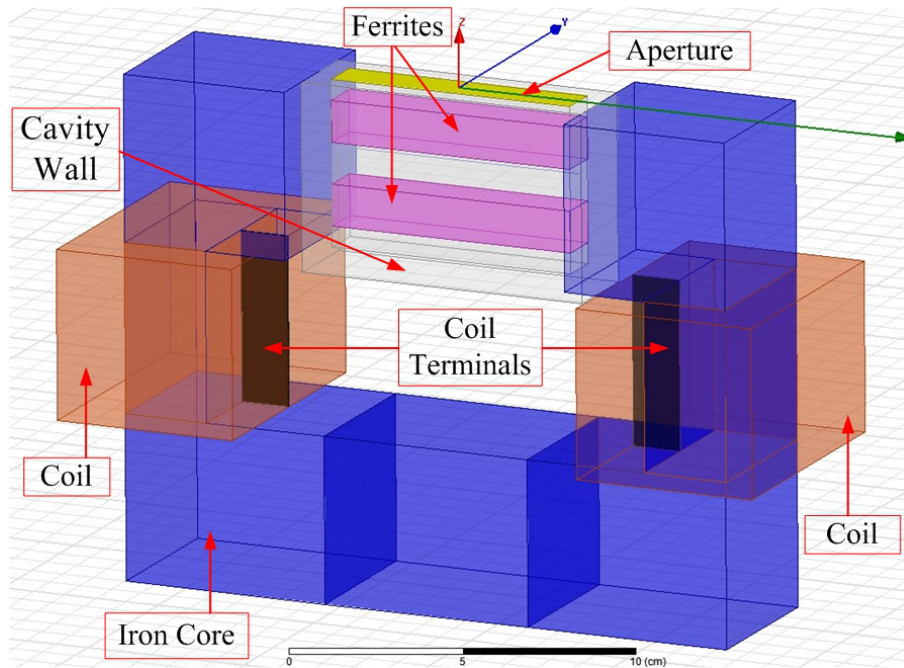 Ferrites
Z
Y
Aperture
Cavity
Wall
Coil
Terminals
Coil
Coil
Iron Core
0
5
10 (cm)